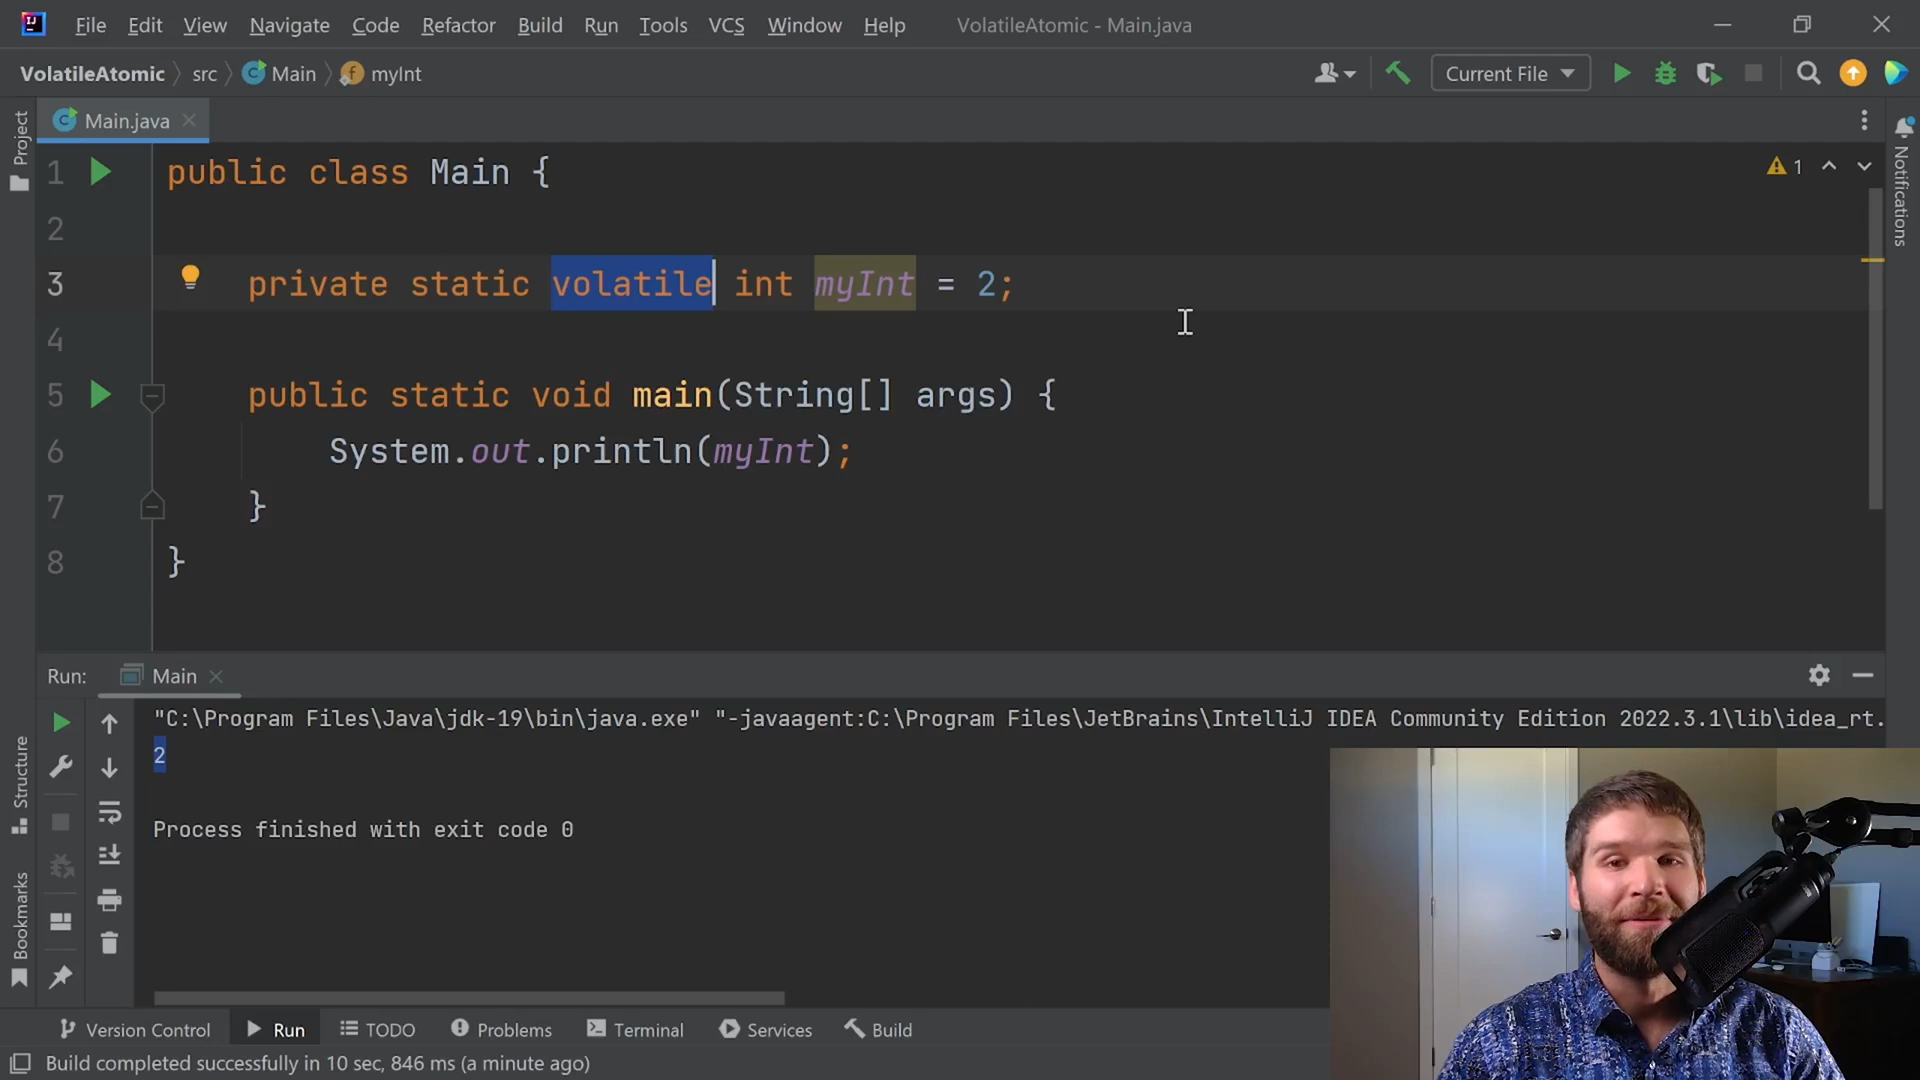 File Edit View Navigate Code Refactor Build Run Tools VCS Window Help VolatileAtomic - Main.java
VolatileAtomic src Main myInt Current File
Main.java
Project
Notifications
1 public class Main { 1
2
3 private static volatile int myInt = 2;
4
5 public static void main(String[] args) {
6 System.out.println(myInt);
7 }
8 }
Run: Main
"C:\Program Files\Java\jdk-19\bin\java.exe" "-javaagent:C:\Program Files\JetBrains\IntelliJ IDEA Community Edition 2022.3.1\lib\idea_rt.
2
Process finished with exit code 0
Structure
Bookmarks
Version Control Run TODO Problems Terminal Services Build
Build completed successfully in 10 sec, 846 ms (a minute ago)